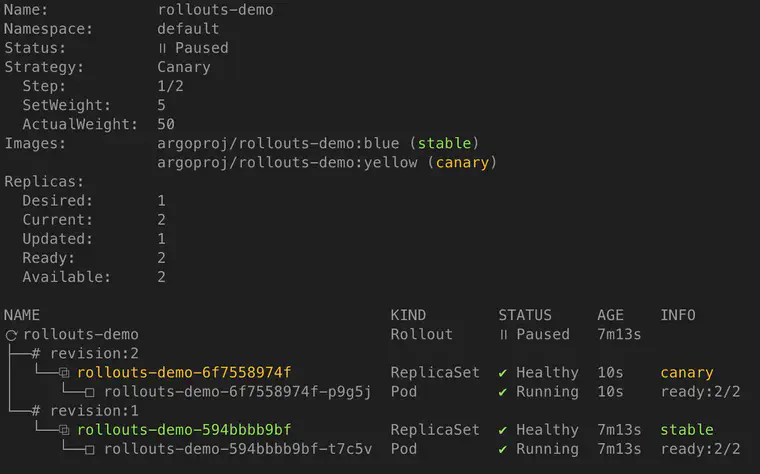 Name: rollouts-demo
Namespace: default
Status: ॥ Paused
Strategy: Canary
Step: 1/2
SetWeight: 5
ActualWeight: 50
Images: argoproj/rollouts-demo:blue (stable)
argoproj/rollouts-demo:yellow (canary)
Replicas:
Desired: 1
Current: 2
Updated: 1
Ready: 2
Available: 2
NAME KIND STATUS AGE INFO
⟳ rollouts-demo Rollout ॥ Paused 7m13s
├──# revision:2
│  └──⧉ rollouts-demo-6f7558974f ReplicaSet ✔ Healthy 10s canary
│     └──□ rollouts-demo-6f7558974f-p9g5j Pod ✔ Running 10s ready:2/2
└──# revision:1
   └──⧉ rollouts-demo-594bbbb9bf ReplicaSet ✔ Healthy 7m13s stable
      └──□ rollouts-demo-594bbbb9bf-t7c5v Pod ✔ Running 7m13s ready:2/2